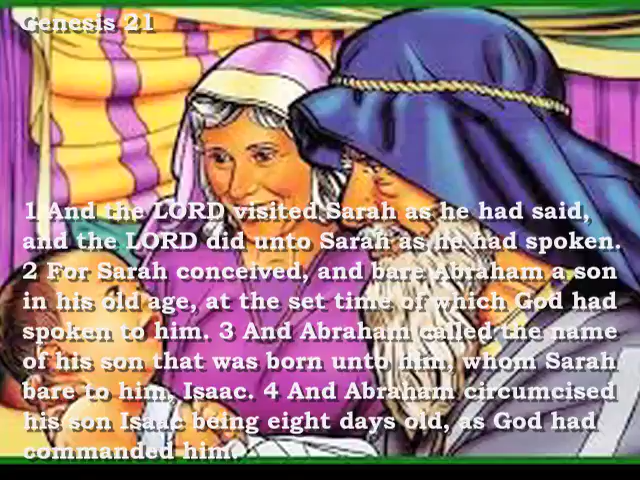 Genesis 21
1 And the LORD visited Sarah as he had said,
and the LORD did unto Sarah as he had spoken.
2 For Sarah conceived, and bare Abraham a son
in his old age, at the set time of which God had
spoken to him. 3 And Abraham called the name
of his son that was born unto him, whom Sarah
bare to him, Isaac. 4 And Abraham circumcised
his son Isaac being eight days old, as God had
commanded him.